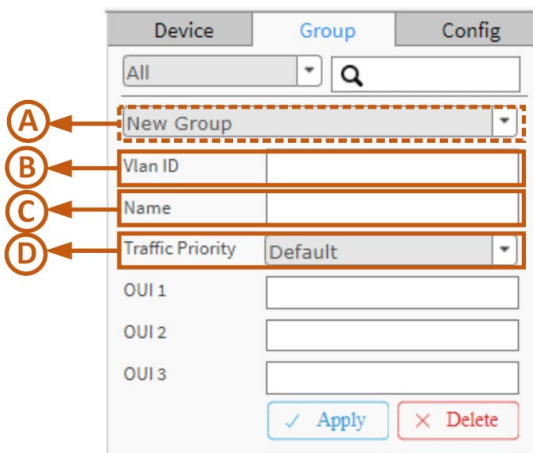 Device Group Config
All
A New Group
B Vlan ID
C Name
D Traffic Priority Default
OUI 1
OUI 2
OUI 3
Apply Delete